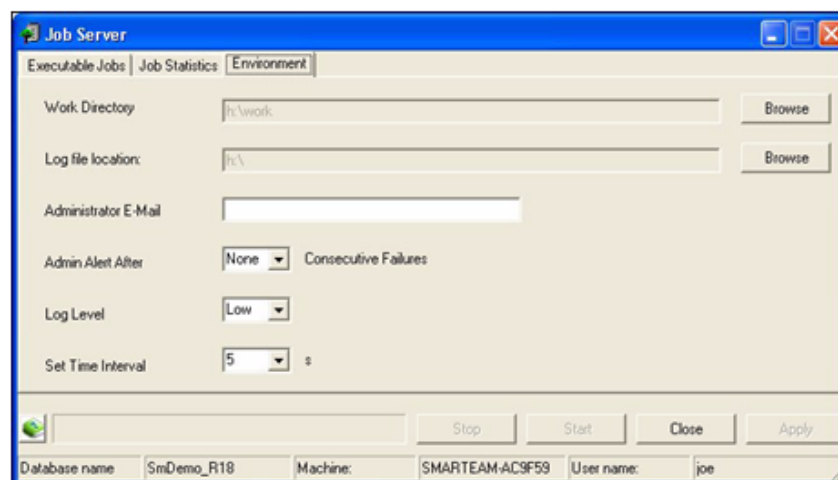 Job Server
Executable Jobs Job Statistics Environment
Work Directory h:\work Browse
Log file location: h:\ Browse
Administrator E-Mail
Admin Alert After None Consecutive Failures
Log Level Low
Set Time Interval 5 s
Stop Start Close Apply
Database name SmDemo_R18 Machine: SMARTEAM-AC9F59 User name: joe